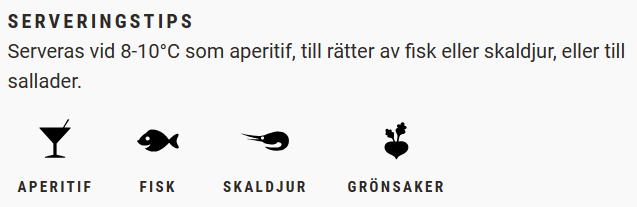 SERVERINGSTIPS
Serveras vid 8-10°C som aperitif, till rätter av fisk eller skaldjur, eller till
sallader.
APERITIF FISK SKALDJUR GRÖNSAKER